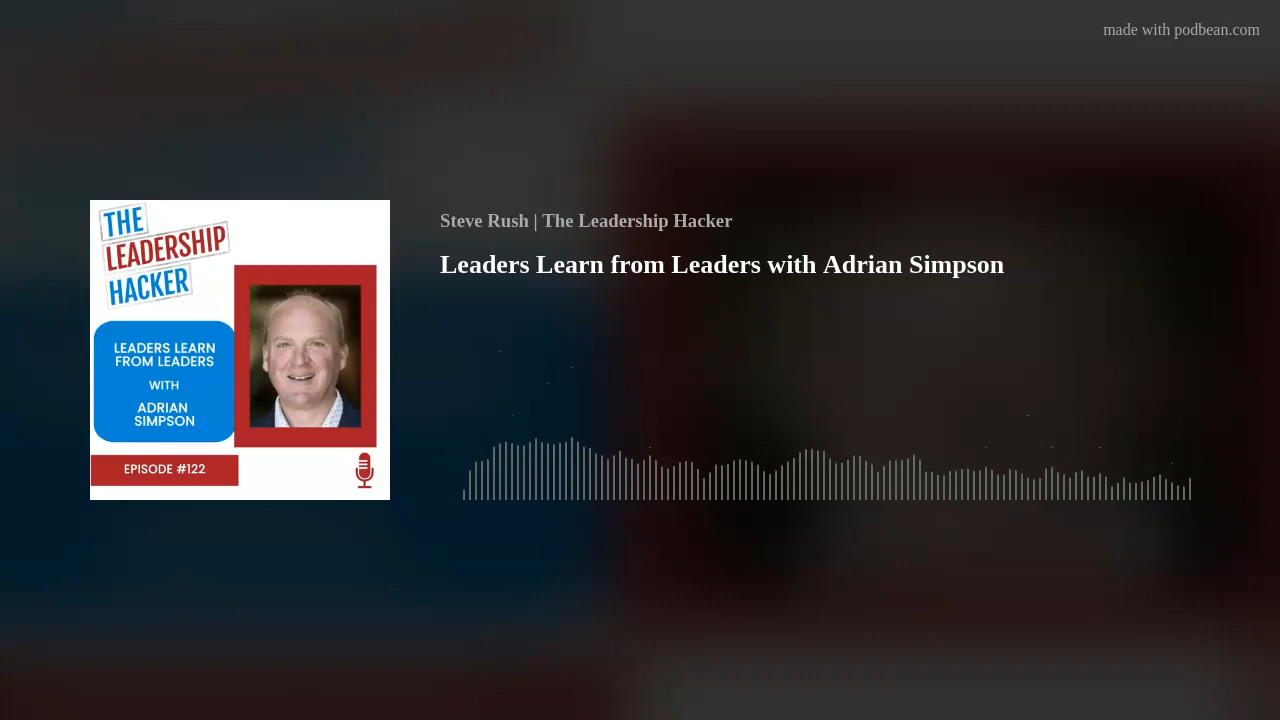 made with podbean.com
THE
LEADERSHIP
HACKER
LEADERS LEARN
FROM LEADERS
WITH
ADRIAN
SIMPSON
EPISODE #122
Steve Rush | The Leadership Hacker
Leaders Learn from Leaders with Adrian Simpson